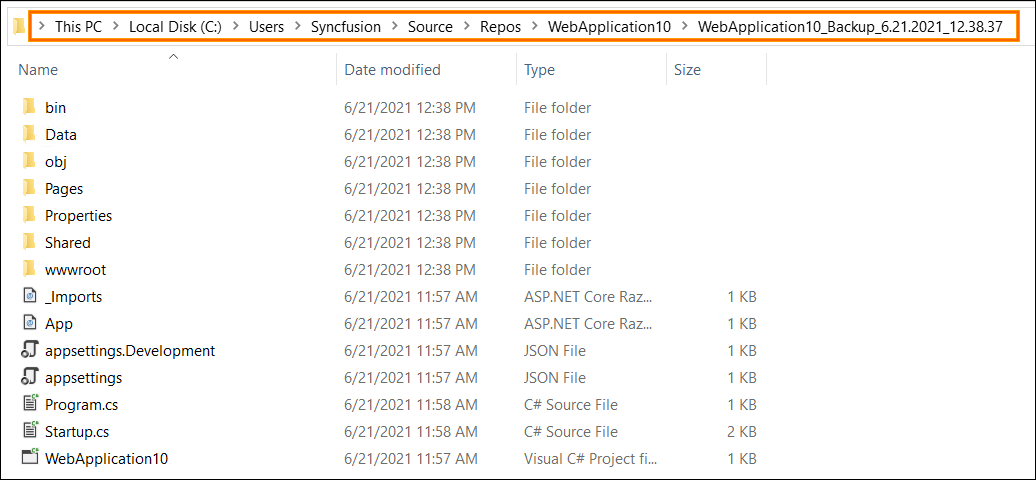 This PC > Local Disk (C:) > Users > Syncfusion > Source > Repos > WebApplication10 > WebApplication10_Backup_6.21.2021_12.38.37
Name Date modified Type Size
bin 6/21/2021 12:38 PM File folder
Data 6/21/2021 12:38 PM File folder
obj 6/21/2021 12:38 PM File folder
Pages 6/21/2021 12:38 PM File folder
Properties 6/21/2021 12:38 PM File folder
Shared 6/21/2021 12:38 PM File folder
wwwroot 6/21/2021 12:38 PM File folder
_Imports 6/21/2021 11:57 AM ASP.NET Core Raz... 1 KB
App 6/21/2021 11:57 AM ASP.NET Core Raz... 1 KB
appsettings.Development 6/21/2021 11:57 AM JSON File 1 KB
appsettings 6/21/2021 11:57 AM JSON File 1 KB
Program.cs 6/21/2021 11:58 AM C# Source File 1 KB
Startup.cs 6/21/2021 11:58 AM C# Source File 2 KB
WebApplication10 6/21/2021 11:57 AM Visual C# Project fi... 1 KB